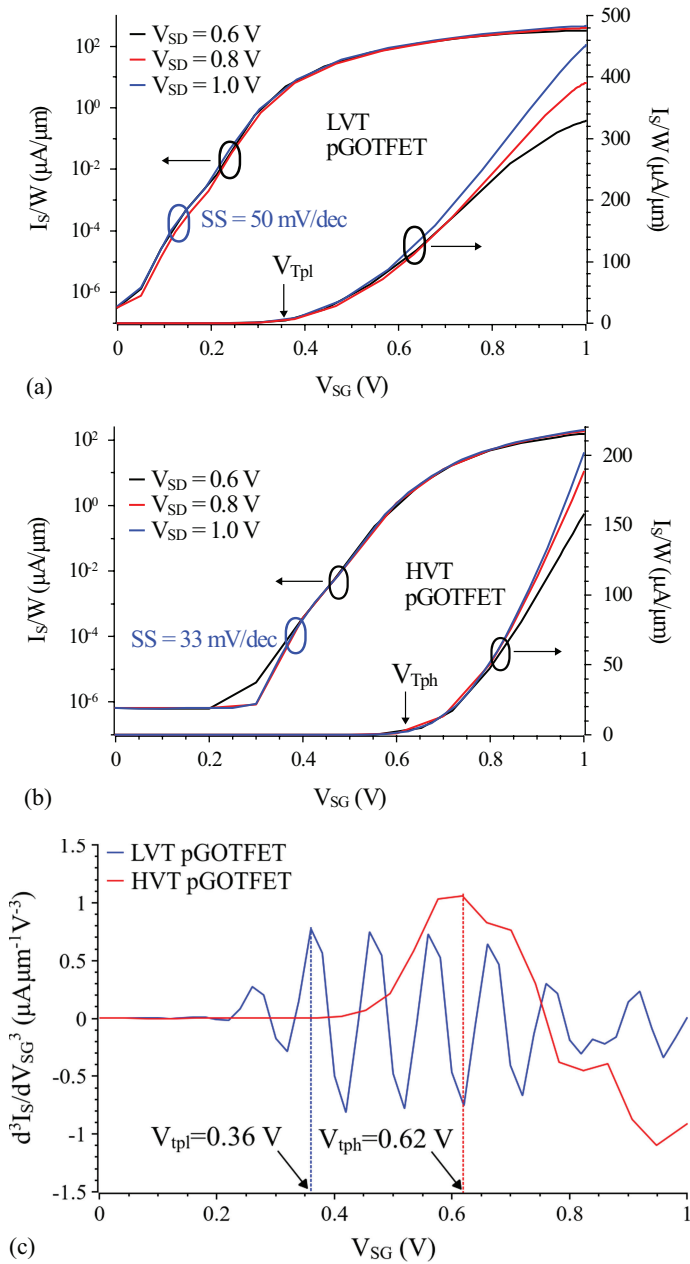 V_SD = 0.6 V
V_SD = 0.8 V
V_SD = 1.0 V
LVT
pGOTFET
SS = 50 mV/dec
V_Tpl
I_S/W (μA/μm)
10^2
10^0
10^-2
10^-4
10^-6
500
400
300
200
100
0
I_S/W (μA/μm)
0 0.2 0.4 0.6 0.8 1
(a)
V_SG (V)
V_SD = 0.6 V
V_SD = 0.8 V
V_SD = 1.0 V
HVT
pGOTFET
SS = 33 mV/dec
V_Tph
I_S/W (μA/μm)
10^2
10^0
10^-2
10^-4
10^-6
200
150
100
50
0
I_S/W (μA/μm)
0 0.2 0.4 0.6 0.8 1
(b)
V_SG (V)
LVT pGOTFET
HVT pGOTFET
d^3I_S/dV_SG^3 (μAμm^-1V^-3)
1.5
1
0.5
0
-0.5
-1
-1.5
V_tpl=0.36 V
V_tph=0.62 V
0 0.2 0.4 0.6 0.8 1
(c)
V_SG (V)